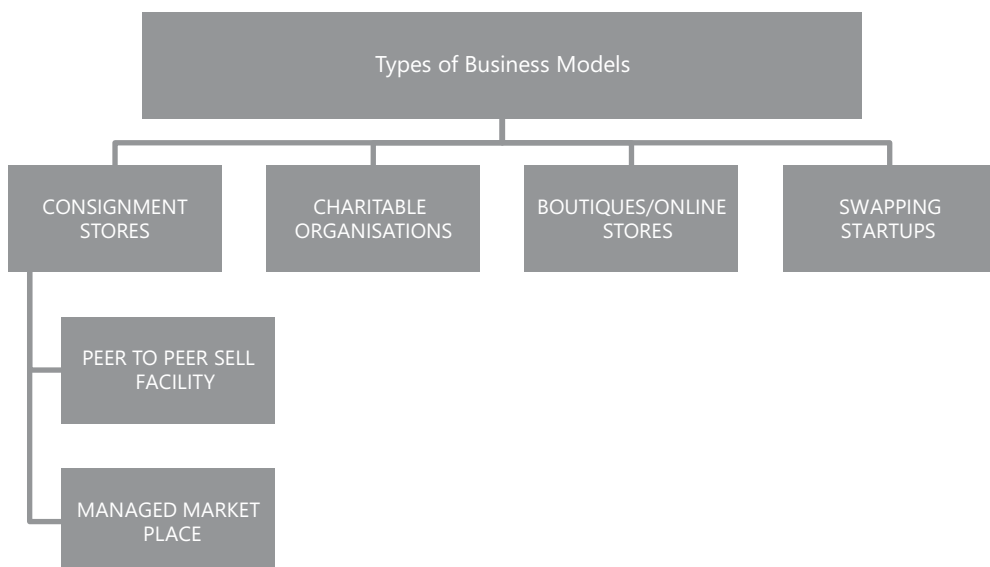 Types of Business Models
CONSIGNMENT
STORES
CHARITABLE
ORGANISATIONS
BOUTIQUES/ONLINE
STORES
SWAPPING
STARTUPS
PEER TO PEER SELL
FACILITY
MANAGED MARKET
PLACE